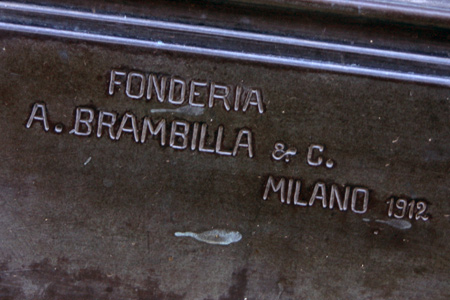 FONDERIA
A. BRAMBILLA & C.
MILANO 1912